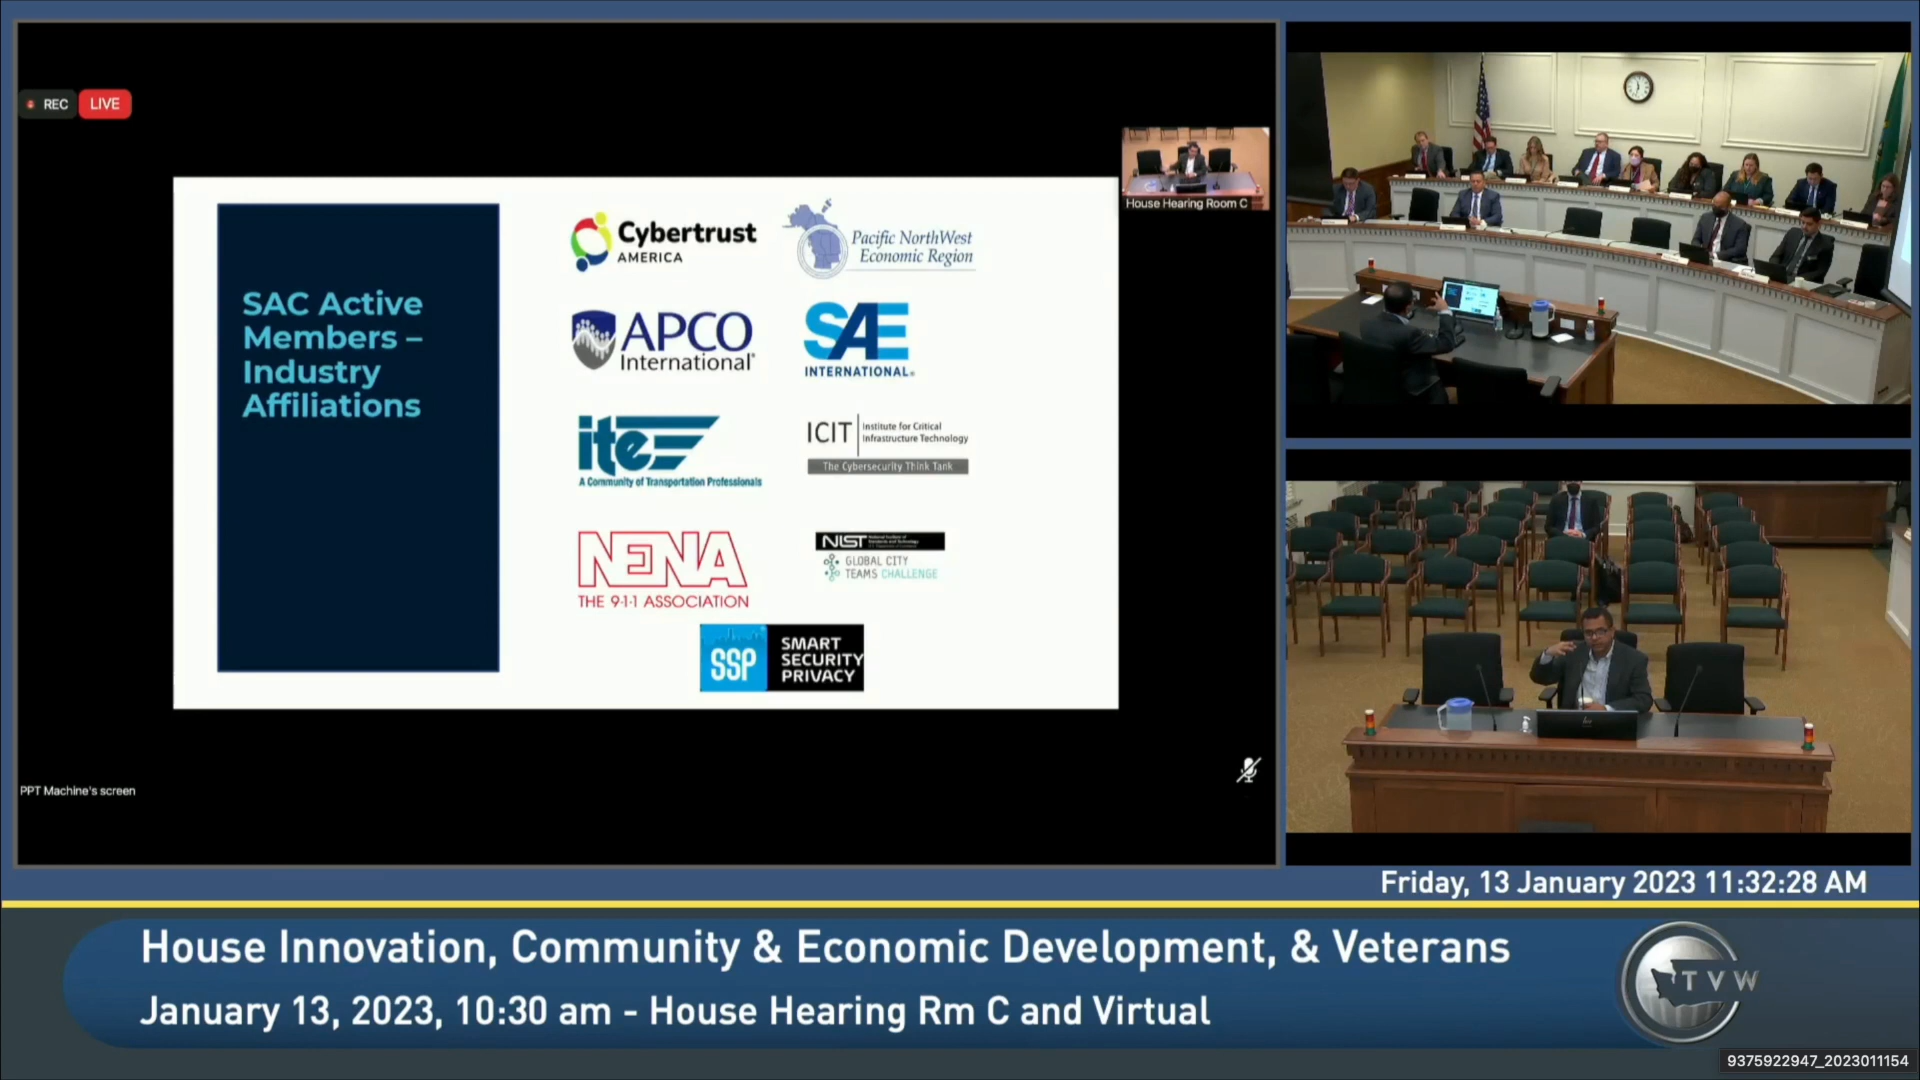 REC
LIVE
House Hearing Room C
SAC Active
Members –
Industry
Affiliations
Cybertrust
AMERICA
Pacific NorthWest
Economic Region
APCO
International
SAE
INTERNATIONAL®
ite
A Community of Transportation Professionals
ICIT
Institute for Critical
Infrastructure Technology
The Cybersecurity Think Tank
NENA
THE 9-1-1 ASSOCIATION
NIST
GLOBAL CITY
TEAMS CHALLENGE
SSP
SMART
SECURITY
PRIVACY
PPT Machine's screen
Friday, 13 January 2023 11:32:28 AM
House Innovation, Community & Economic Development, & Veterans
January 13, 2023, 10:30 am - House Hearing Rm C and Virtual
TVW
9375922947_2023011154